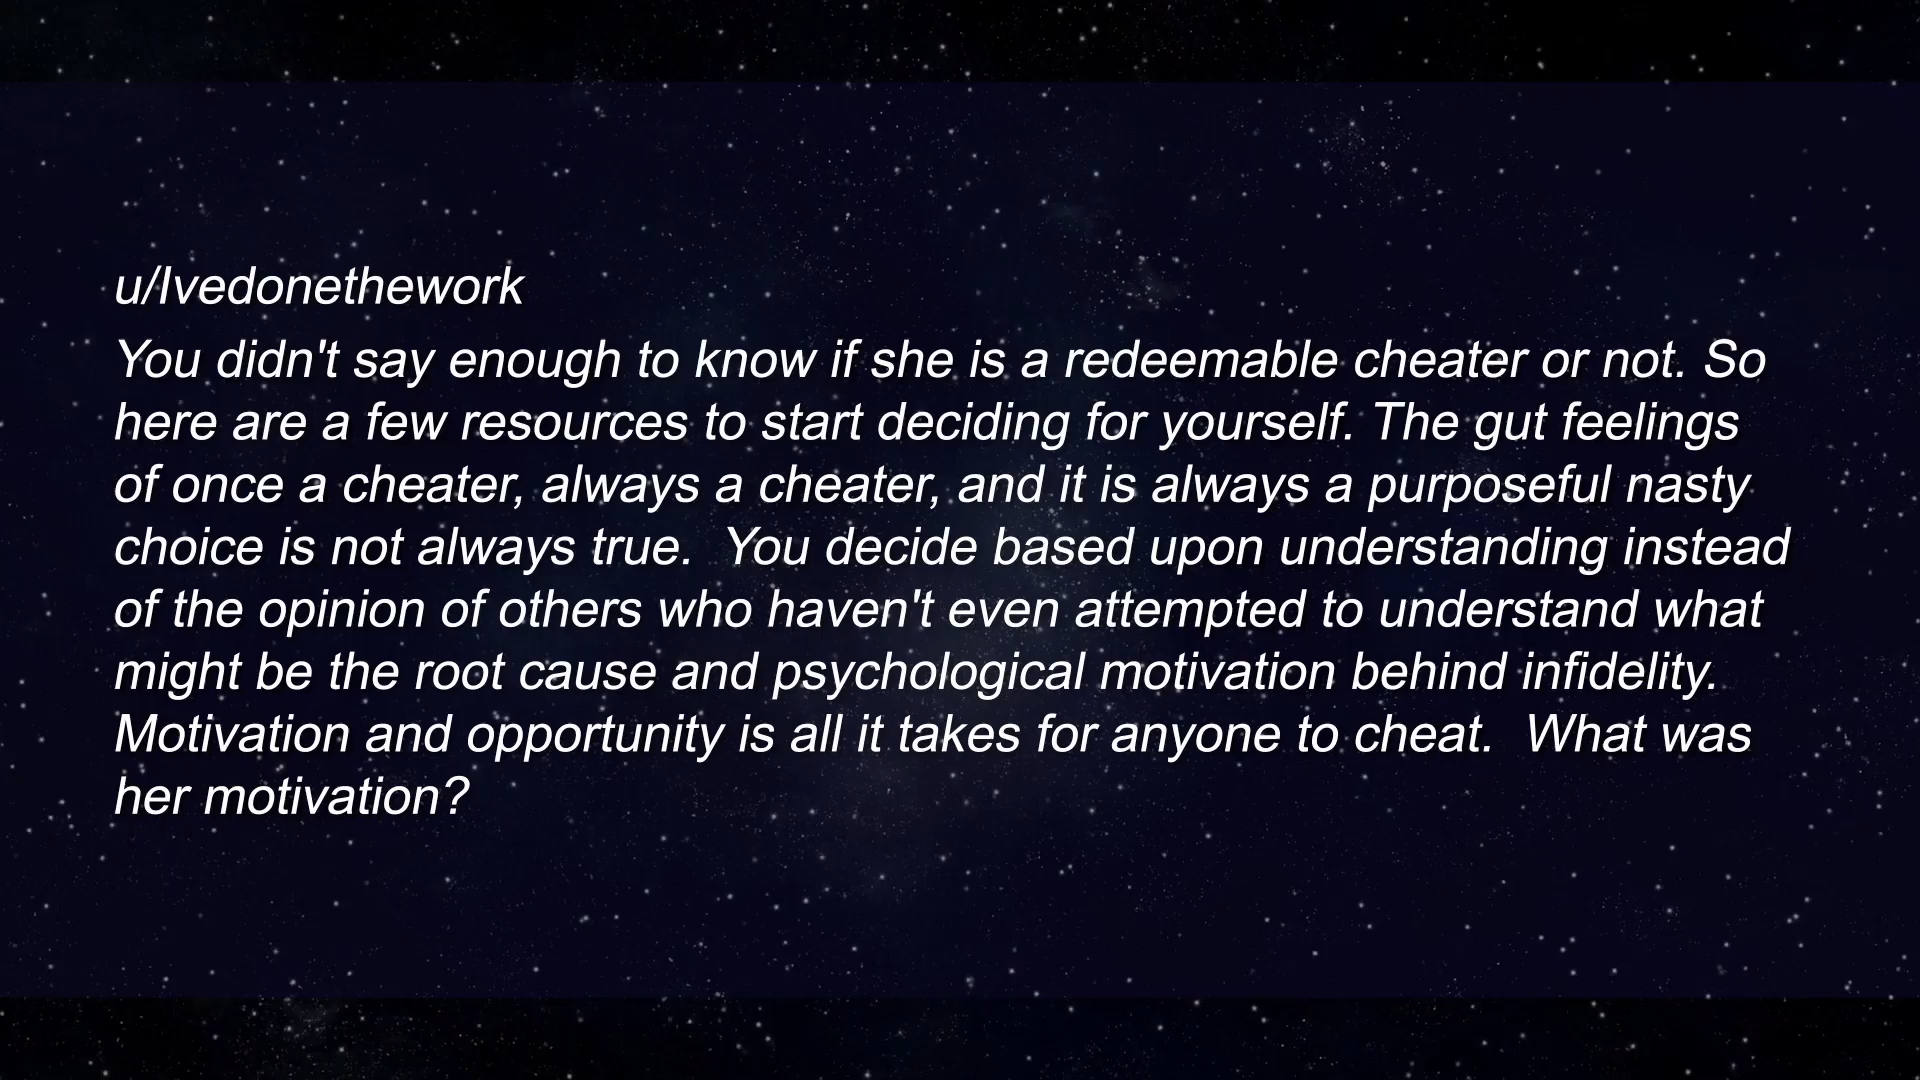 u/Ivedonethework
You didn't say enough to know if she is a redeemable cheater or not. So
here are a few resources to start deciding for yourself. The gut feelings
of once a cheater, always a cheater, and it is always a purposeful nasty
choice is not always true.  You decide based upon understanding instead
of the opinion of others who haven't even attempted to understand what
might be the root cause and psychological motivation behind infidelity.
Motivation and opportunity is all it takes for anyone to cheat.  What was
her motivation?